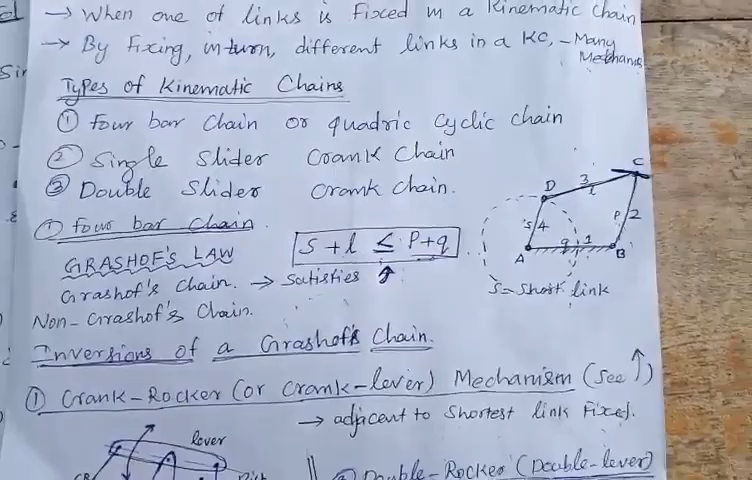 → When one of links is Fixed in a Kinematic chain
→ By Fixing, in turn, different links in a KC, - Many Mechanisms
Types of Kinematic Chains
① Four bar Chain or quadric cyclic chain
② Single Slider Crank Chain
③ Double Slider Crank Chain.
① Four bar Chain.
GRASHOF'S LAW
S + l ≤ P+q
Grashof's Chain. → Satisfies ↑
Non-Grashof's Chain.
D 3 l C
S 4 P 2
A q 1 B
S = Short link
Inversions of a Grashof's Chain.
① Crank-Rocker (or Crank-lever) Mechanism (See ↑)
→ adjacent to Shortest link Fixed.
lever
② Double-Rocker (Double-lever)